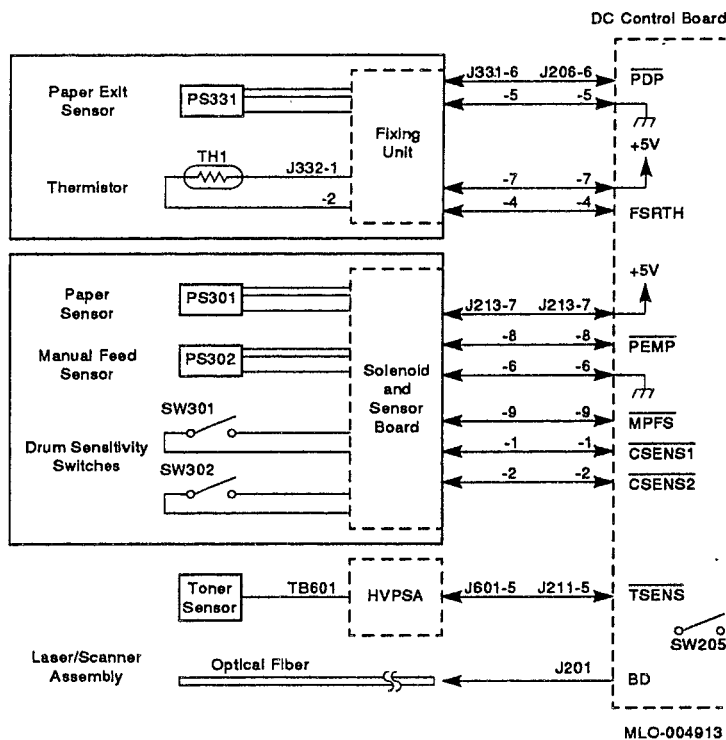 DC Control Board
J331-6 J206-6 PDP
Paper Exit
Sensor
PS331
-5 -5
Fixing
Unit
+5V
TH1
J332-1
Thermistor
-7 -7
-2
-4 -4 FSRTH
+5V
Paper
Sensor
PS301
J213-7 J213-7
-8 -8 PEMP
Manual Feed
Sensor
PS302
-6 -6
Solenoid
and
Sensor
Board
SW301
-9 -9 MPFS
Drum Sensitivity
Switches
-1 -1 CSENS1
SW302
-2 -2 CSENS2
Toner
Sensor
TB601
HVPSA
J601-5 J211-5 TSENS
SW205
Laser/Scanner
Assembly
Optical Fiber
J201 BD
MLO-004913